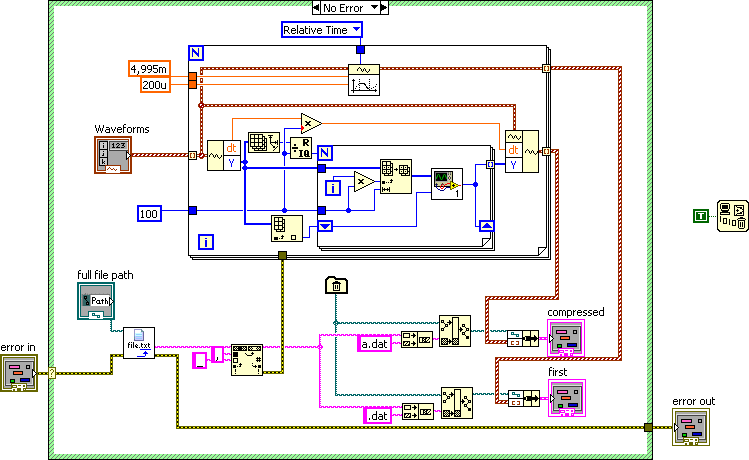 No Error
Relative Time
N
4,995m
200u
Waveforms
123
dt
Y
R
IQ
N
dt
Y
i
1
100
i
T
full file path
Path
file.txt
compressed
error in
_
,
a.dat
first
.dat
error out
?